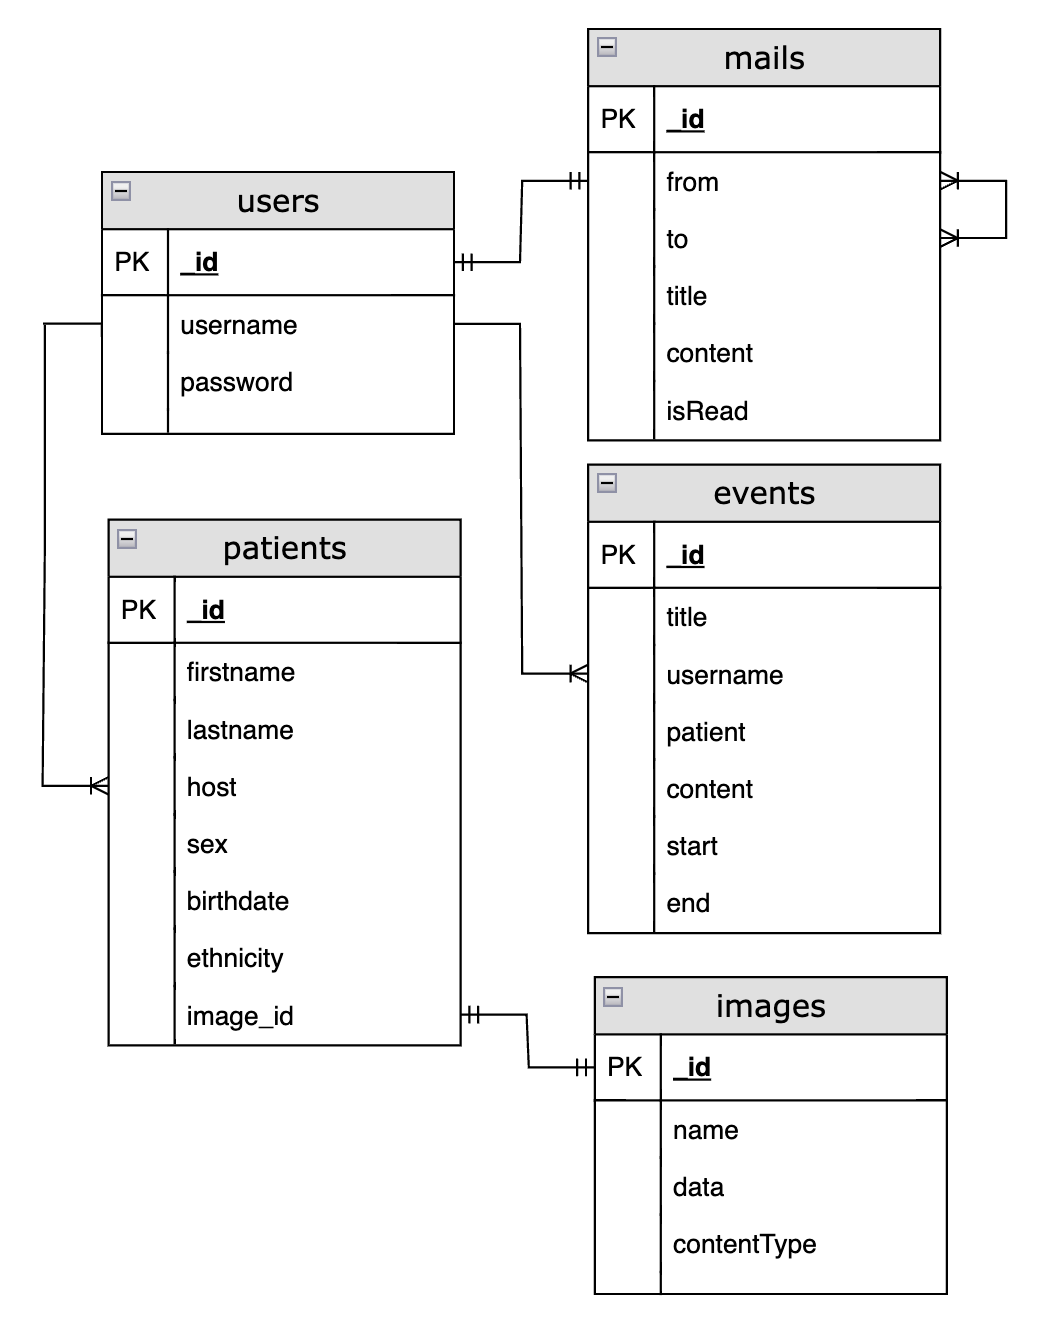 mails
PK _id
from
to
title
content
isRead
users
PK _id
username
password
events
PK _id
title
username
patient
content
start
end
patients
PK _id
firstname
lastname
host
sex
birthdate
ethnicity
image_id
images
PK _id
name
data
contentType